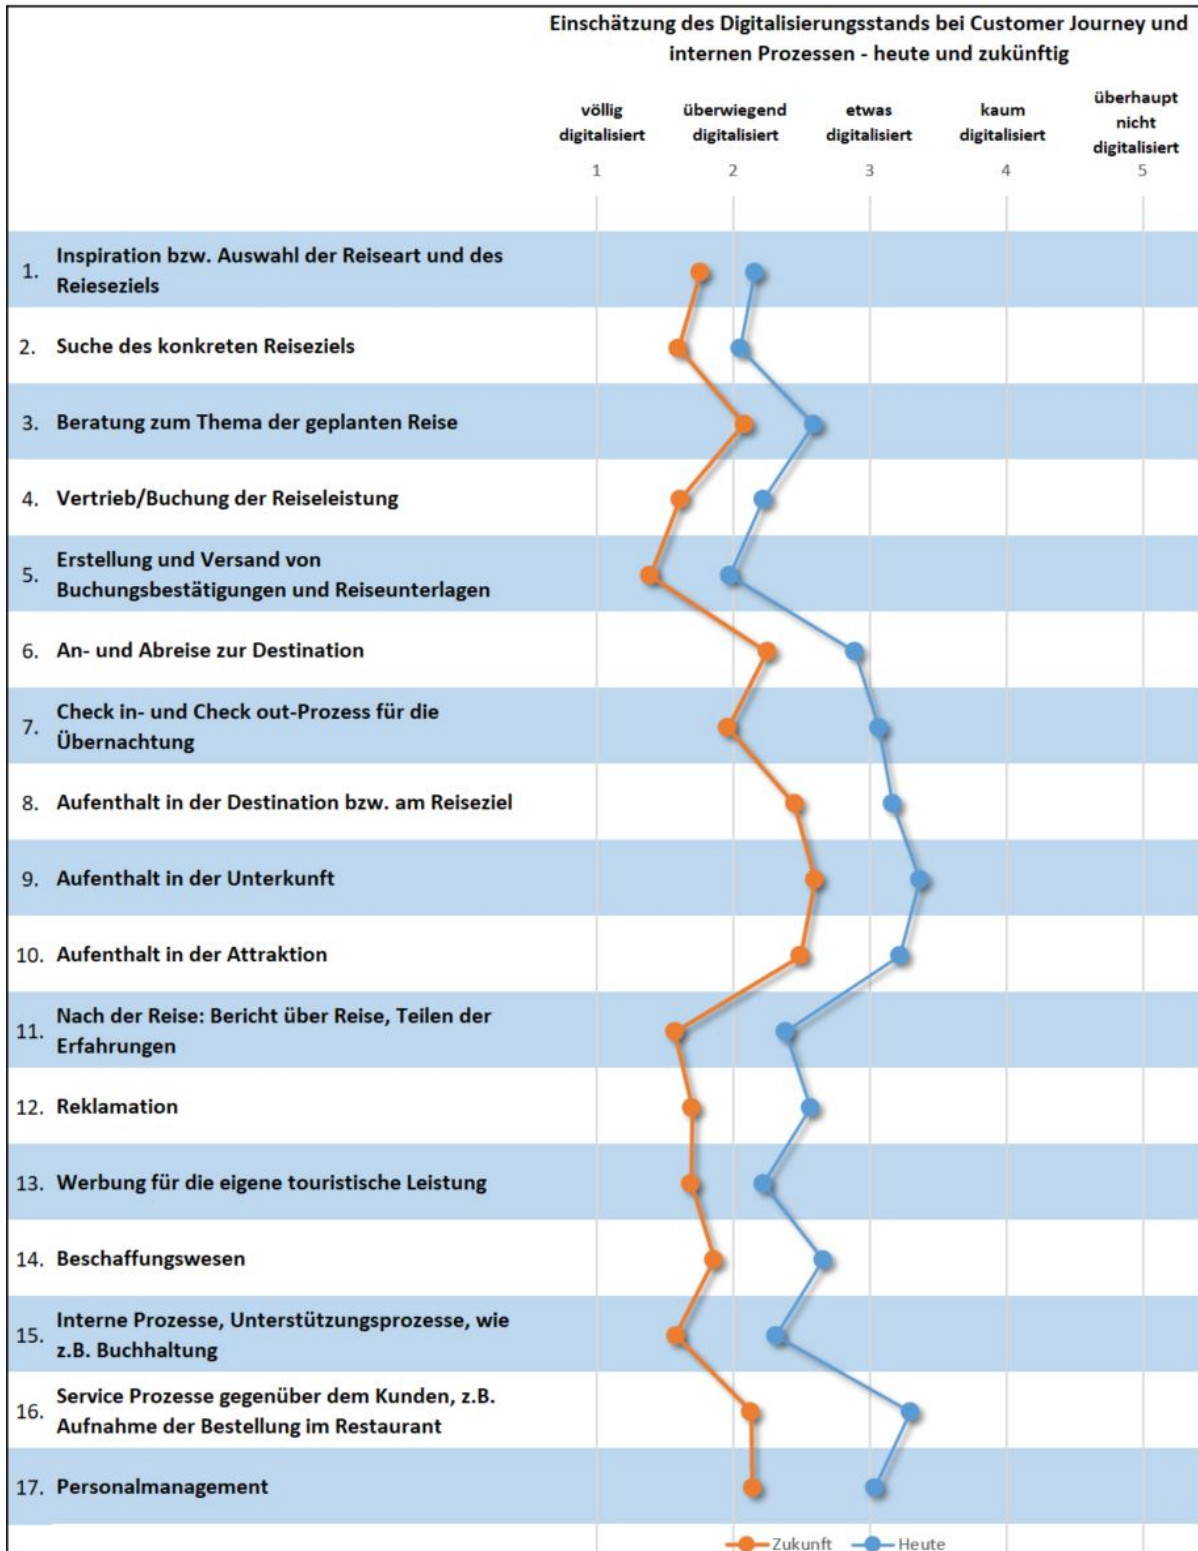 Einschätzung des Digitalisierungsstands bei Customer Journey und
internen Prozessen - heute und zukünftig
völlig
digitalisiert
1
überwiegend
digitalisiert
2
etwas
digitalisiert
3
kaum
digitalisiert
4
überhaupt
nicht
digitalisiert
5
1. Inspiration bzw. Auswahl der Reiseart und des
Reieseziels
2. Suche des konkreten Reiseziels
3. Beratung zum Thema der geplanten Reise
4. Vertrieb/Buchung der Reiseleistung
5. Erstellung und Versand von
Buchungsbestätigungen und Reiseunterlagen
6. An- und Abreise zur Destination
7. Check in- und Check out-Prozess für die
Übernachtung
8. Aufenthalt in der Destination bzw. am Reiseziel
9. Aufenthalt in der Unterkunft
10. Aufenthalt in der Attraktion
11. Nach der Reise: Bericht über Reise, Teilen der
Erfahrungen
12. Reklamation
13. Werbung für die eigene touristische Leistung
14. Beschaffungswesen
15. Interne Prozesse, Unterstützungsprozesse, wie
z.B. Buchhaltung
16. Service Prozesse gegenüber dem Kunden, z.B.
Aufnahme der Bestellung im Restaurant
17. Personalmanagement
Zukunft Heute